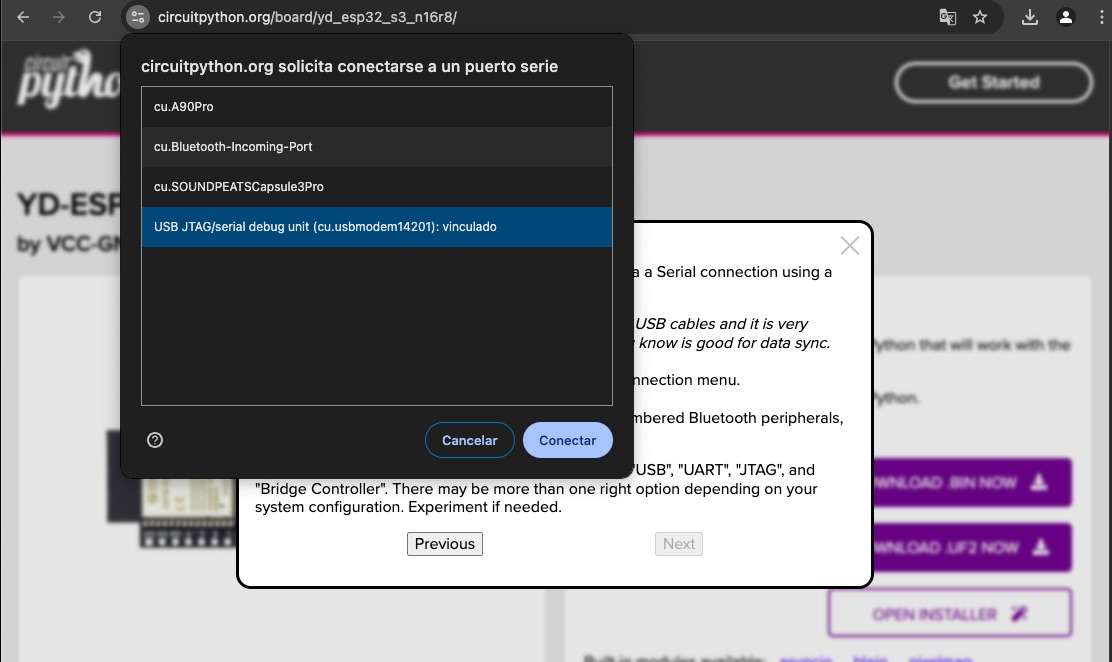 circuitpython.org/board/yd_esp32_s3_n16r8/
circuitpython.org solicita conectarse a un puerto serie
cu.A90Pro
cu.Bluetooth-Incoming-Port
cu.SOUNDPEATSCapsule3Pro
USB JTAG/serial debug unit (cu.usbmodem14201): vinculado
Cancelar
Conectar
circuit
pytho
Get Started
YD-ESP
by VCC-GN
a a Serial connection using a
USB cables and it is very
know is good for data sync.
nnection menu.
mbered Bluetooth peripherals,
"USB", "UART", "JTAG", and
"Bridge Controller". There may be more than one right option depending on your
system configuration. Experiment if needed.
Previous
Next
ython that will work with the
ython.
WNLOAD .BIN NOW
WNLOAD .UF2 NOW
OPEN INSTALLER
Built-in modules available: